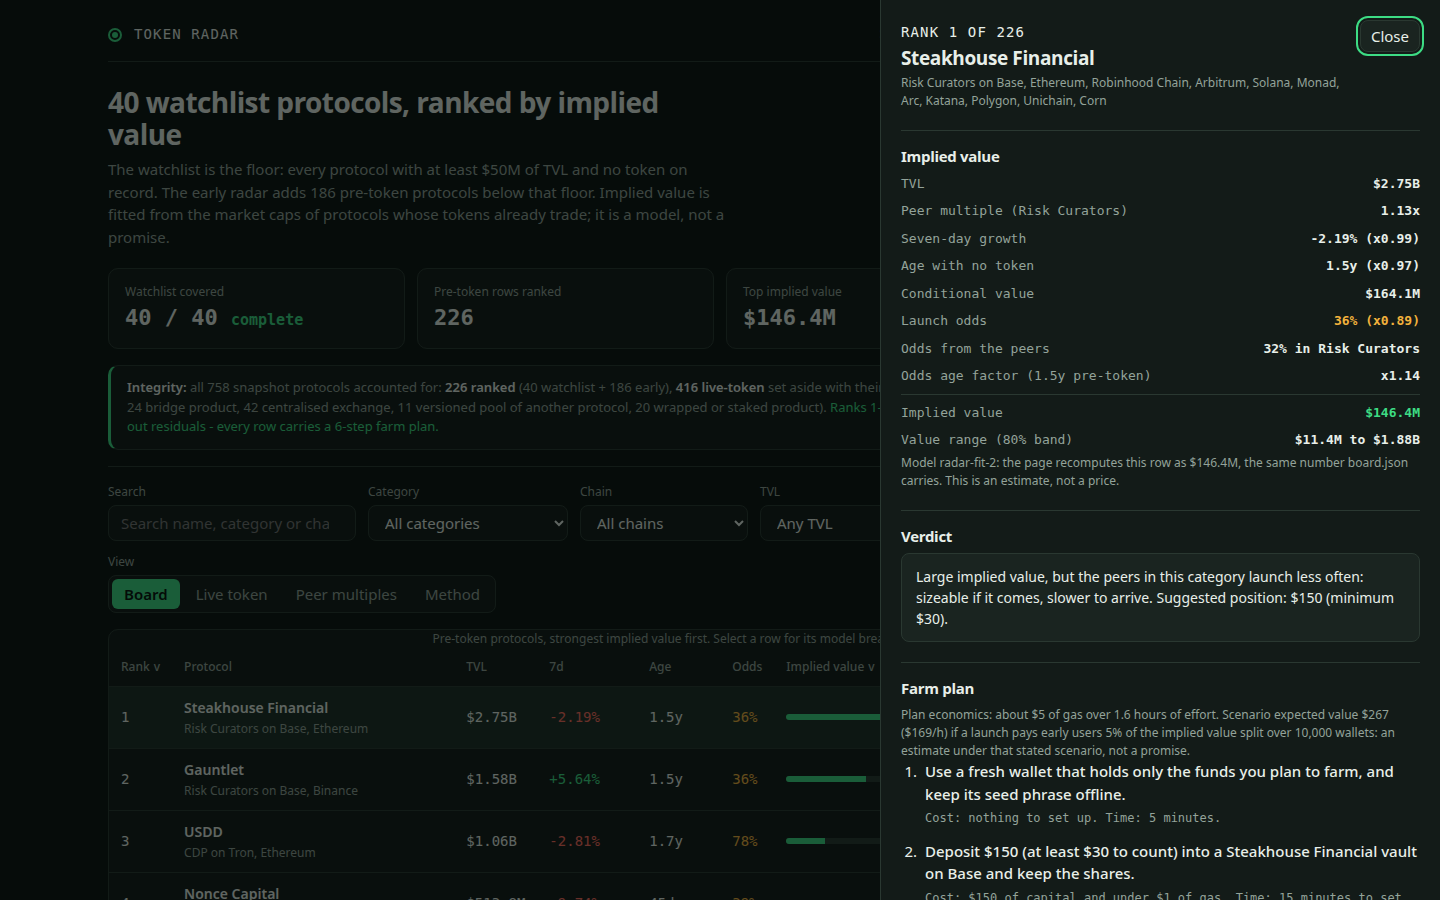 TOKEN RADAR
40 watchlist protocols, ranked by implied
value
The watchlist is the floor: every protocol with at least $50M of TVL and no token on
record. The early radar adds 186 pre-token protocols below that floor. Implied value is
fitted from the market caps of protocols whose tokens already trade; it is a model, not a
promise.
Watchlist covered
40 / 40 complete
Pre-token rows ranked
226
Top implied value
$146.4M
Integrity: all 758 snapshot protocols accounted for: 226 ranked (40 watchlist + 186 early), 416 live-token set aside with their
24 bridge product, 42 centralised exchange, 11 versioned pool of another protocol, 20 wrapped or staked product). Ranks 1-
out residuals - every row carries a 6-step farm plan.
Search
Category
Chain
TVL
Search name, category or cha
All categories
All chains
Any TVL
View
Board
Live token
Peer multiples
Method
Pre-token protocols, strongest implied value first. Select a row for its model brea
Rank v
Protocol
TVL
7d
Age
Odds
Implied value v
1
Steakhouse Financial
Risk Curators on Base, Ethereum
$2.75B
-2.19%
1.5y
36%
2
Gauntlet
Risk Curators on Base, Binance
$1.58B
+5.64%
1.5y
36%
3
USDD
CDP on Tron, Ethereum
$1.06B
-2.81%
1.7y
78%
Nonce Capital
RANK 1 OF 226
Close
Steakhouse Financial
Risk Curators on Base, Ethereum, Robinhood Chain, Arbitrum, Solana, Monad,
Arc, Katana, Polygon, Unichain, Corn
Implied value
TVL $2.75B
Peer multiple (Risk Curators) 1.13x
Seven-day growth -2.19% (x0.99)
Age with no token 1.5y (x0.97)
Conditional value $164.1M
Launch odds 36% (x0.89)
Odds from the peers 32% in Risk Curators
Odds age factor (1.5y pre-token) x1.14
Implied value $146.4M
Value range (80% band) $11.4M to $1.88B
Model radar-fit-2: the page recomputes this row as $146.4M, the same number board.json
carries. This is an estimate, not a price.
Verdict
Large implied value, but the peers in this category launch less often:
sizeable if it comes, slower to arrive. Suggested position: $150 (minimum
$30).
Farm plan
Plan economics: about $5 of gas over 1.6 hours of effort. Scenario expected value $267
($169/h) if a launch pays early users 5% of the implied value split over 10,000 wallets: an
estimate under that stated scenario, not a promise.
1. Use a fresh wallet that holds only the funds you plan to farm, and
keep its seed phrase offline.
Cost: nothing to set up. Time: 5 minutes.
2. Deposit $150 (at least $30 to count) into a Steakhouse Financial vault
on Base and keep the shares.
Cost: $150 of capital and under $1 of gas. Time: 15 minutes to set